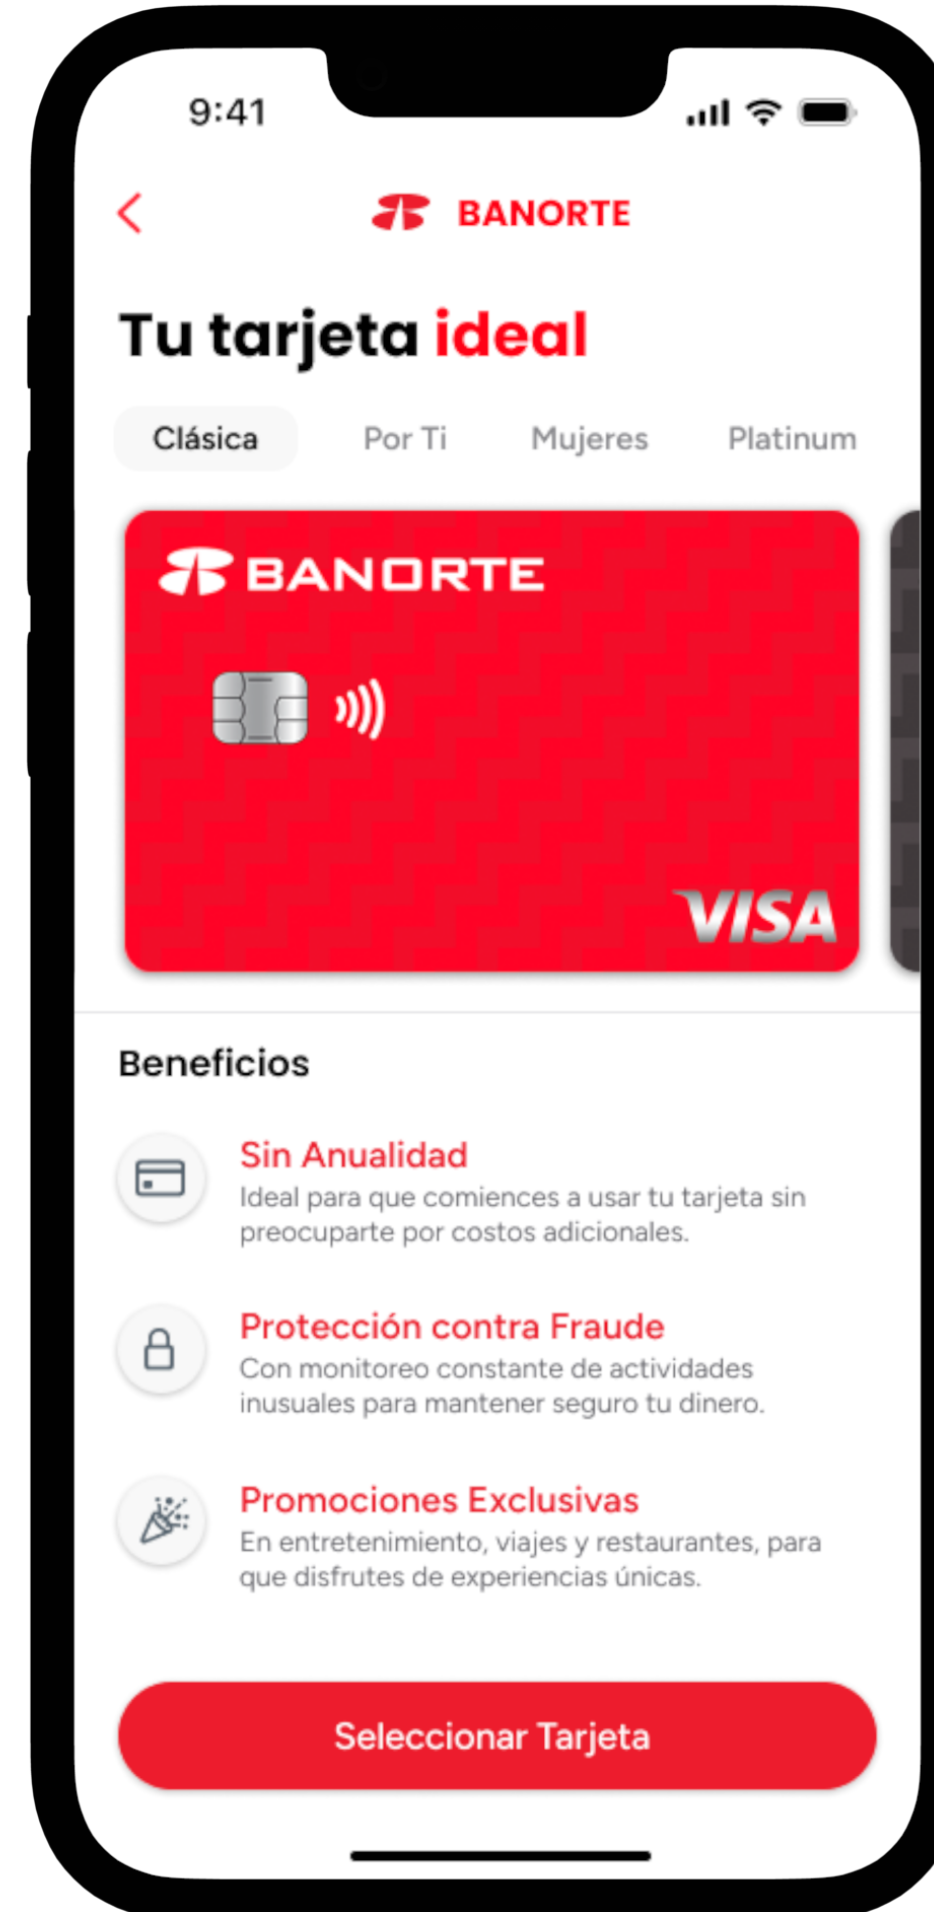 9:41
BANORTE
Tu tarjeta ideal
Clásica Por Ti Mujeres Platinum
BANORTE
VISA
Beneficios
Sin Anualidad
Ideal para que comiences a usar tu tarjeta sin
preocuparte por costos adicionales.
Protección contra Fraude
Con monitoreo constante de actividades
inusuales para mantener seguro tu dinero.
Promociones Exclusivas
En entretenimiento, viajes y restaurantes, para
que disfrutes de experiencias únicas.
Seleccionar Tarjeta